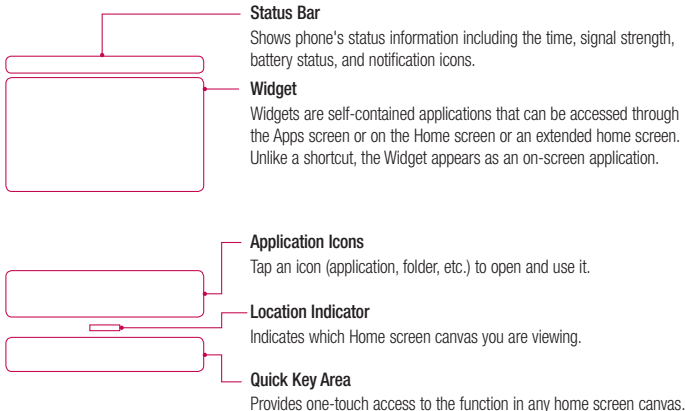 Status Bar
Shows phone's status information including the time, signal strength,
battery status, and notification icons.
Widget
Widgets are self-contained applications that can be accessed through
the Apps screen or on the Home screen or an extended home screen.
Unlike a shortcut, the Widget appears as an on-screen application.
Application Icons
Tap an icon (application, folder, etc.) to open and use it.
Location Indicator
Indicates which Home screen canvas you are viewing.
Quick Key Area
Provides one-touch access to the function in any home screen canvas.